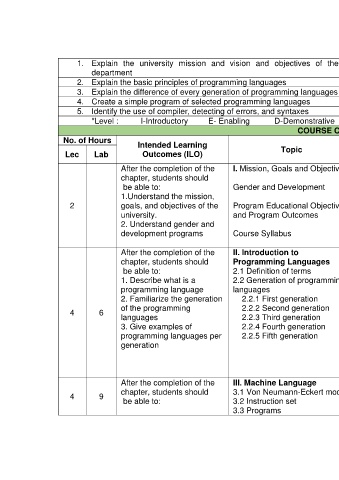 1. Explain the university mission and vision and objectives of the
department
2. Explain the basic principles of programming languages
3. Explain the difference of every generation of programming languages
4. Create a simple program of selected programming languages
5. Identify the use of compiler, detecting of errors, and syntaxes
*Level : I-Introductory E- Enabling D-Demonstrative
COURSE C
No. of Hours
Lec Lab
Intended Learning
Outcomes (ILO)
Topic
2
After the completion of the
chapter, students should
be able to:
1.Understand the mission,
goals, and objectives of the
university.
2. Understand gender and
development programs
I. Mission, Goals and Objectiv
Gender and Development
Program Educational Objectiv
and Program Outcomes
Course Syllabus
4 6
After the completion of the
chapter, students should
be able to:
1. Describe what is a
programming language
2. Familiarize the generation
of the programming
languages
3. Give examples of
programming languages per
generation
II. Introduction to
Programming Languages
2.1 Definition of terms
2.2 Generation of programmin
languages
2.2.1 First generation
2.2.2 Second generation
2.2.3 Third generation
2.2.4 Fourth generation
2.2.5 Fifth generation
4 9
After the completion of the
chapter, students should
be able to:
III. Machine Language
3.1 Von Neumann-Eckert mod
3.2 Instruction set
3.3 Programs